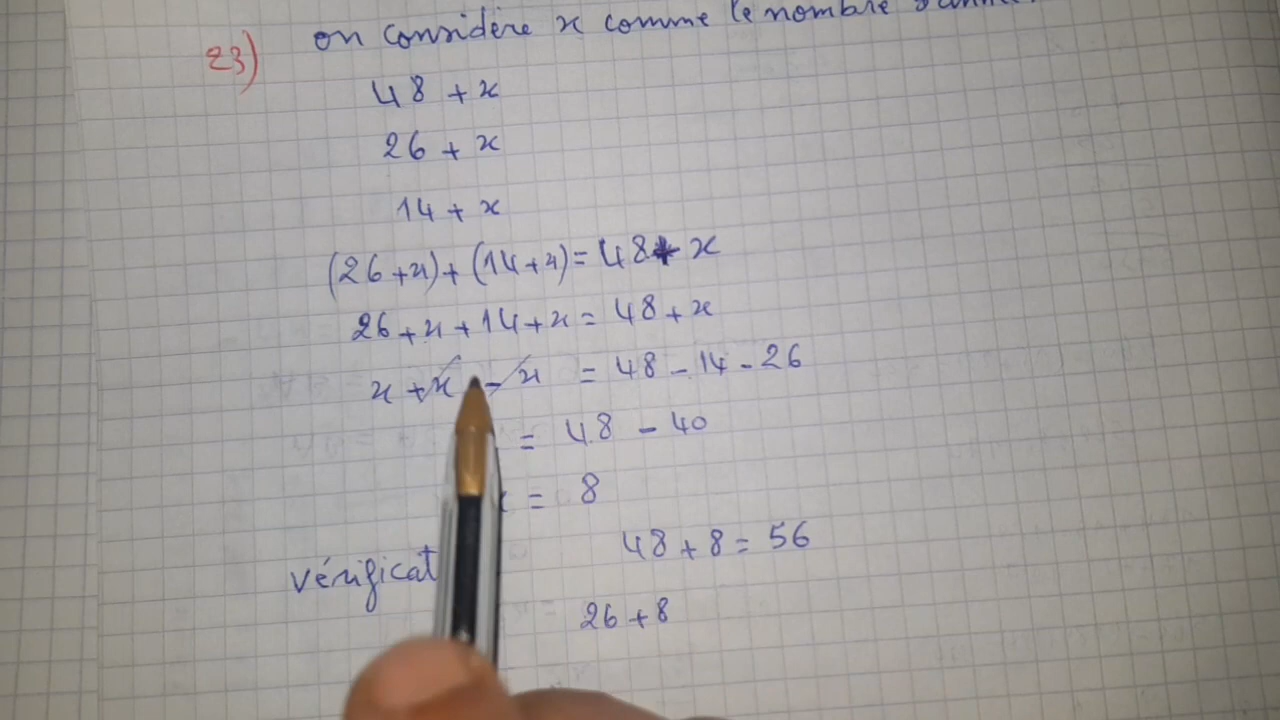 23) on considère x comme le nombre
48 + x
26 + x
14 + x
(26+x)+(14+x)=48+ x
26+x+14+x=48+x
x +x - x = 48-14-26
= 48 - 40
= 8
48+8=56
26+8